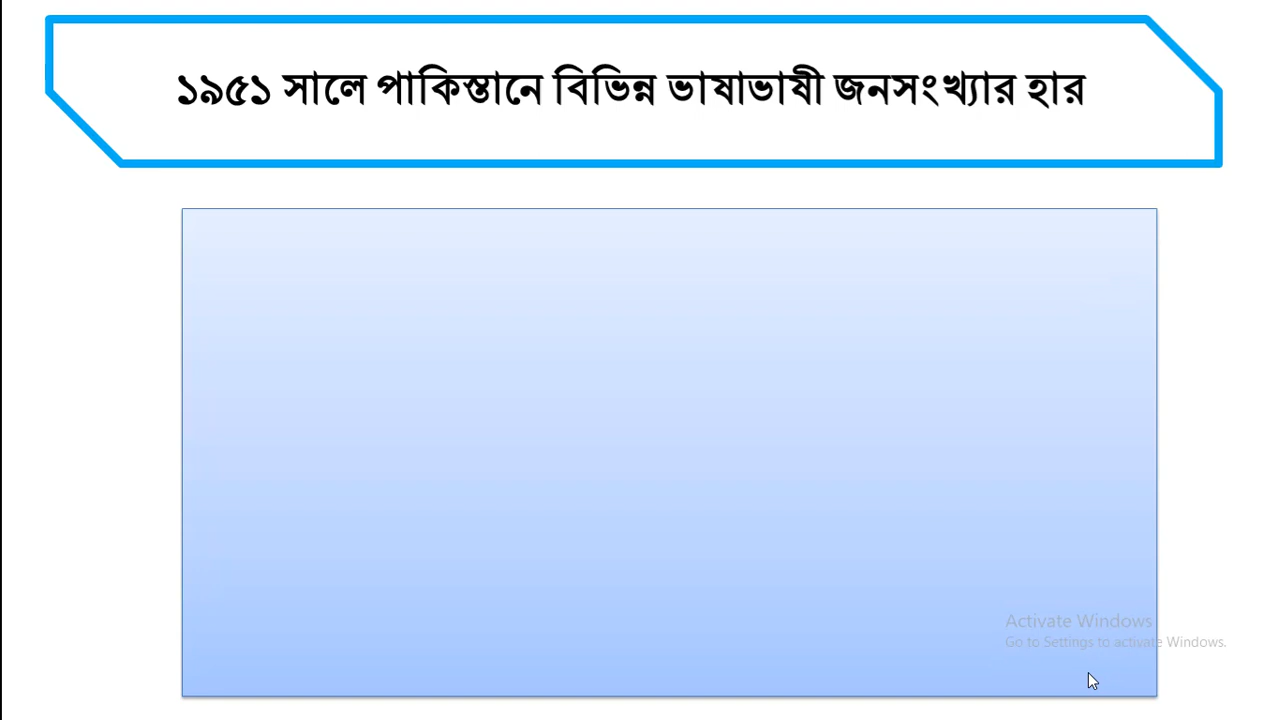 ১৯৫১ সালে পাকিস্তানে বিভিন্ন ভাষাভাষী জনসংখ্যার হার
Activate Windows
Go to Settings to activate Windows.